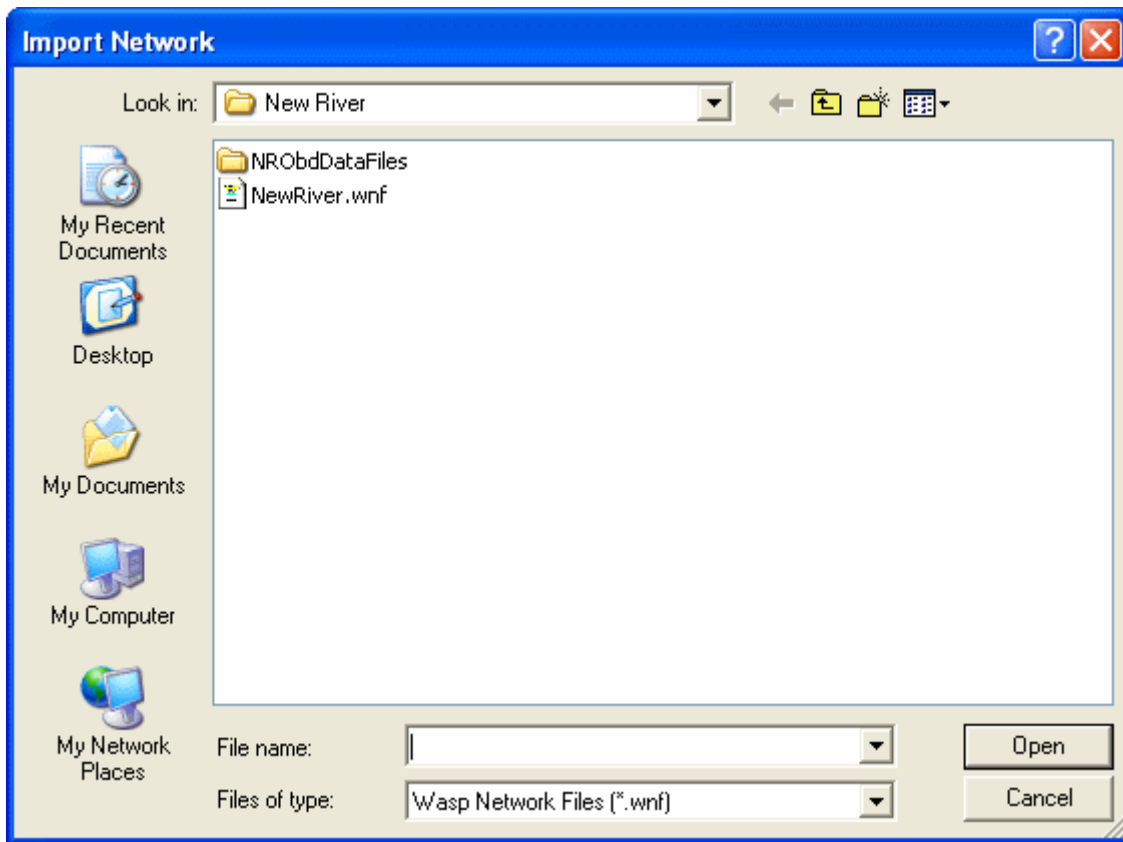 Import Network
Look in: New River
NRObdDataFiles
NewRiver.wnf
My Recent
Documents
Desktop
My Documents
My Computer
My Network
Places
File name:
Open
Files of type: Wasp Network Files (*.wnf)
Cancel